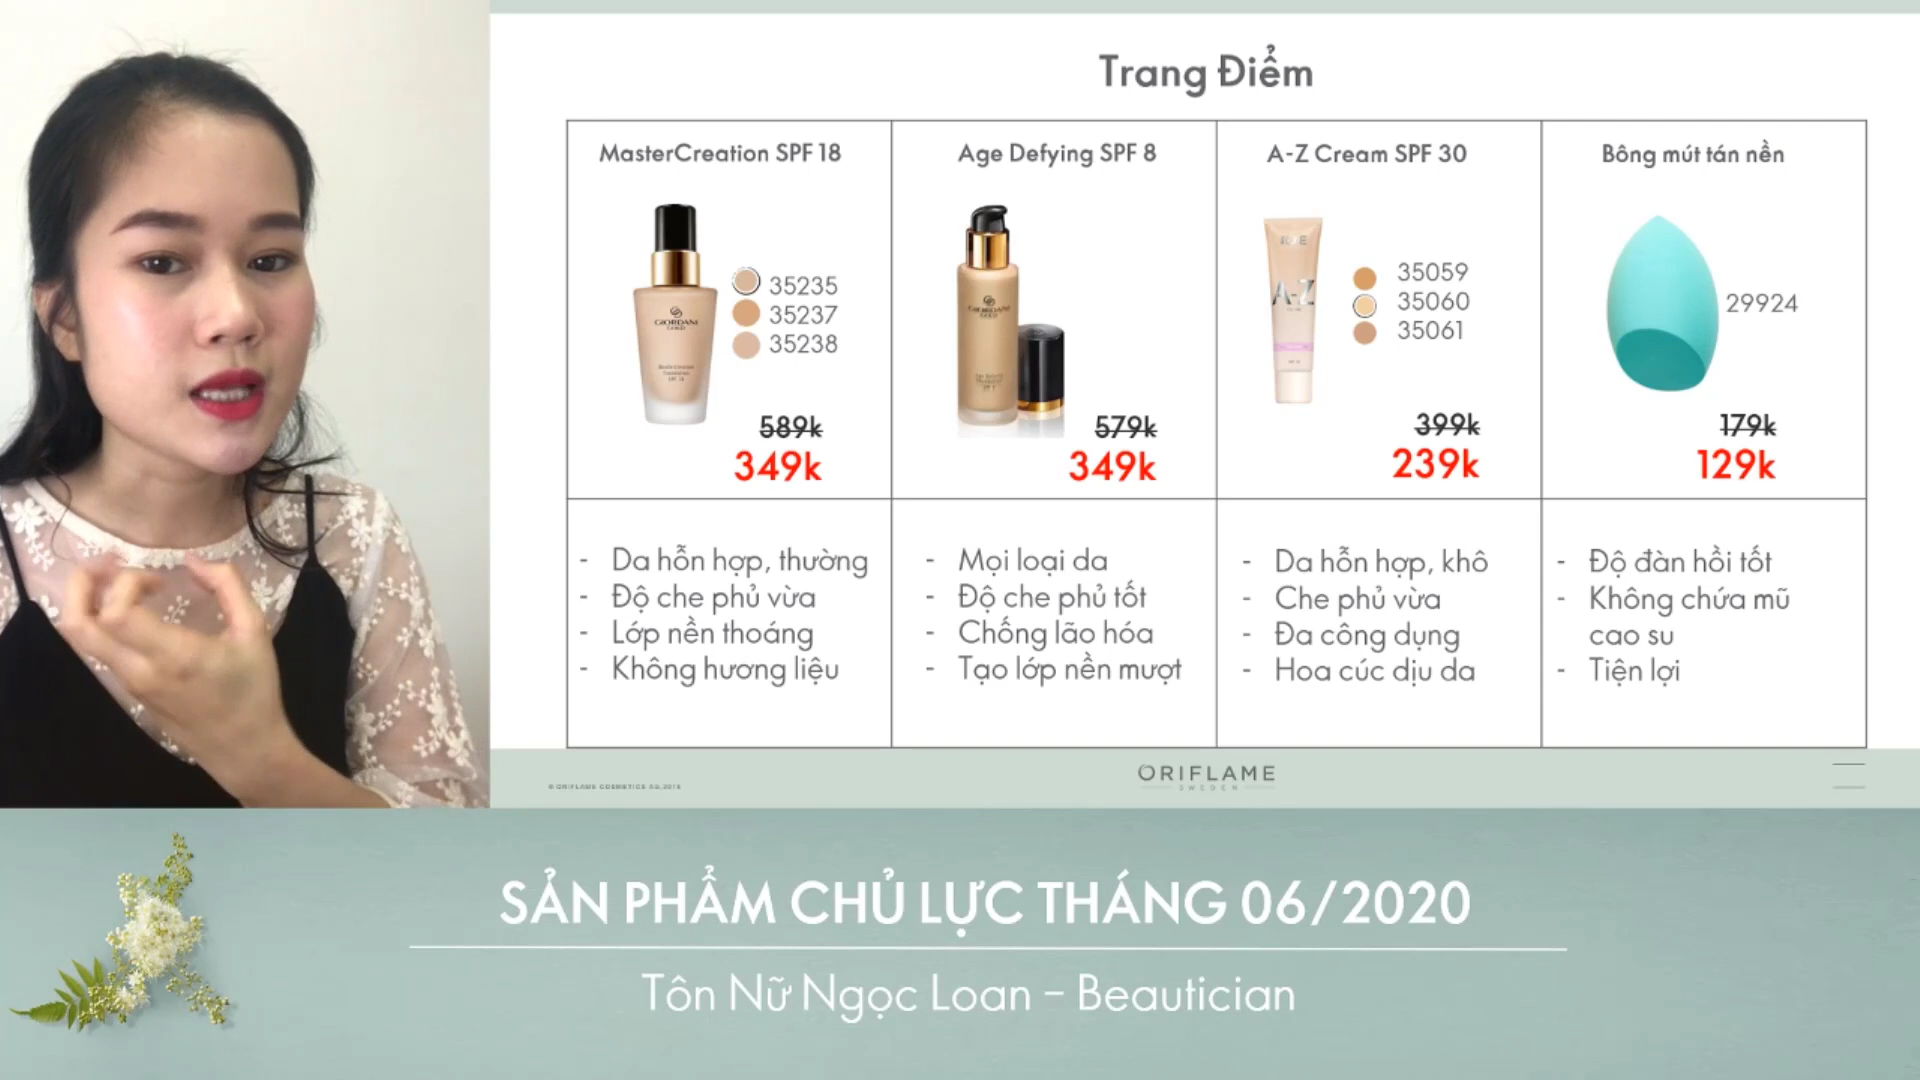 Trang Điểm
MasterCreation SPF 18
35235
35237
35238
GIORDANI
GOLD
589k
349k
- Da hỗn hợp, thường
- Độ che phủ vừa
- Lớp nền thoáng
- Không hương liệu
Age Defying SPF 8
GIORDANI
GOLD
579k
349k
- Mọi loại da
- Độ che phủ tốt
- Chống lão hóa
- Tạo lớp nền mượt
A-Z Cream SPF 30
A-Z
35059
35060
35061
399k
239k
- Da hỗn hợp, khô
- Che phủ vừa
- Đa công dụng
- Hoa cúc dịu da
Bông mút tán nền
29924
179k
129k
- Độ đàn hồi tốt
- Không chứa mũ
cao su
- Tiện lợi
ORIFLAME
SWEDEN
SẢN PHẨM CHỦ LỰC THÁNG 06/2020
Tôn Nữ Ngọc Loan – Beautician